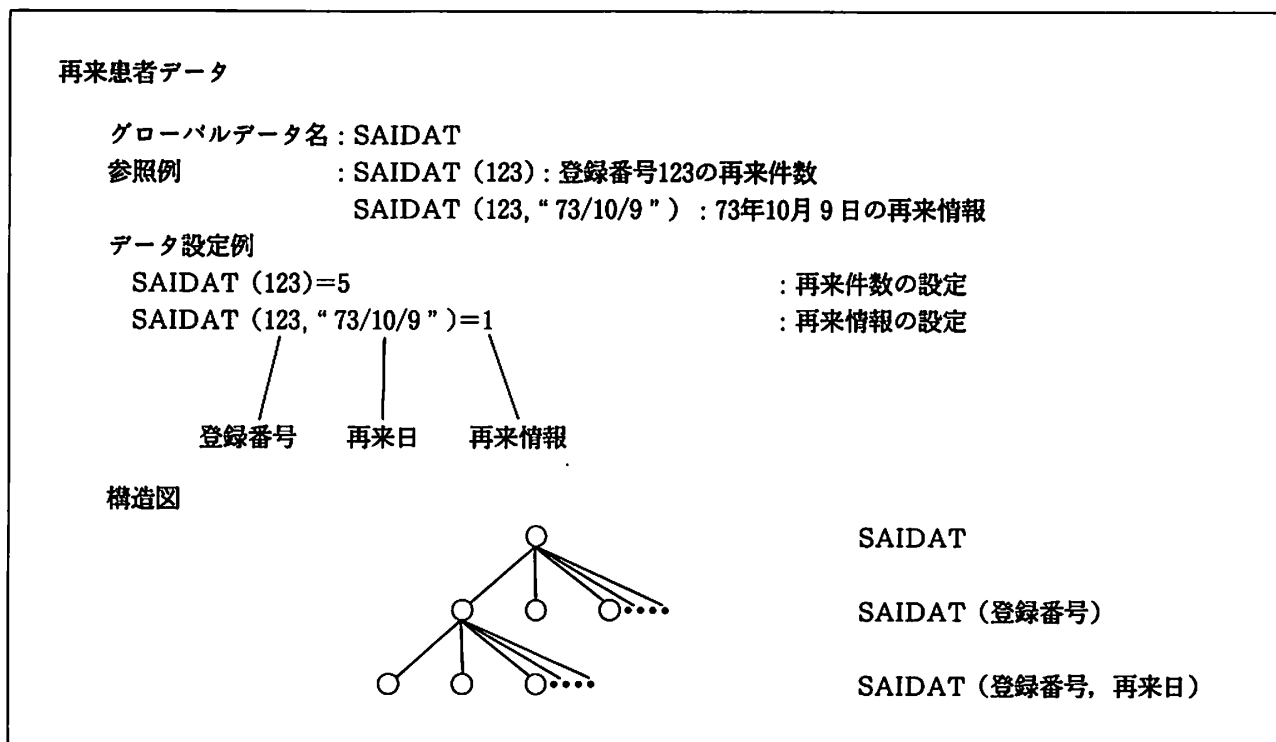 再来患者データ
グローバルデータ名 : SAIDAT
参照例 : SAIDAT (123) : 登録番号123の再来件数
SAIDAT (123, “ 73/10/9 ” ) : 73年10月9日の再来情報
データ設定例
SAIDAT (123)=5 : 再来件数の設定
SAIDAT (123, “ 73/10/9 ” )=1 : 再来情報の設定
登録番号 再来日 再来情報
構造図
SAIDAT
SAIDAT (登録番号)
SAIDAT (登録番号, 再来日)